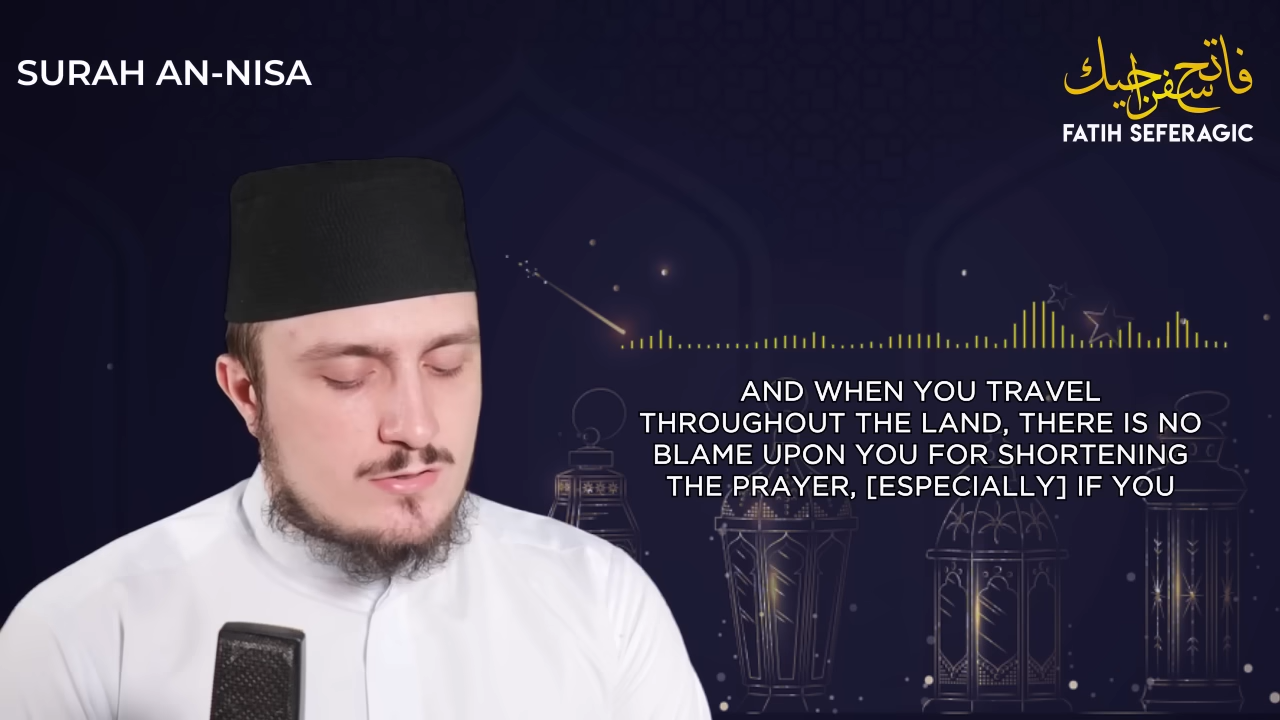 SURAH AN-NISA
فاتح سفراجيك
FATIH SEFERAGIC
AND WHEN YOU TRAVEL
THROUGHOUT THE LAND, THERE IS NO
BLAME UPON YOU FOR SHORTENING
THE PRAYER, [ESPECIALLY] IF YOU